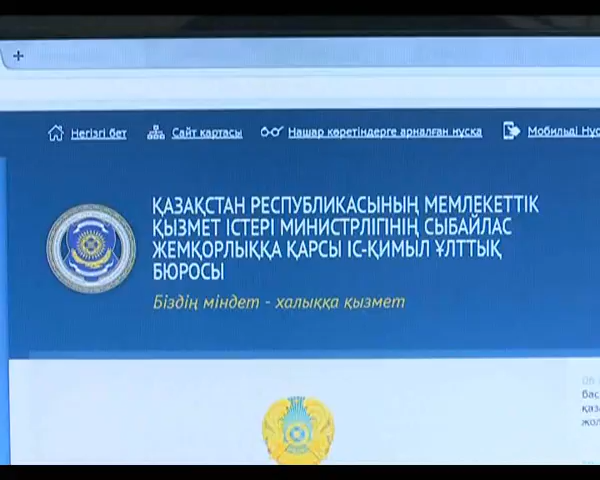 Негізгі бет
Сайт картасы
Нашар көретіндерге арналған нұсқа
Мобильді
ҚАЗАҚСТАН РЕСПУБЛИКАСЫНЫҢ МЕМЛЕКЕТТІК
ҚЫЗМЕТ ІСТЕРІ МИНИСТРЛІГІНІҢ СЫБАЙЛАС
ЖЕМҚОРЛЫҚҚА ҚАРСЫ ІС-ҚИМЫЛ ҰЛТТЫҚ
БЮРОСЫ
Біздің міндет - халыққа қызмет